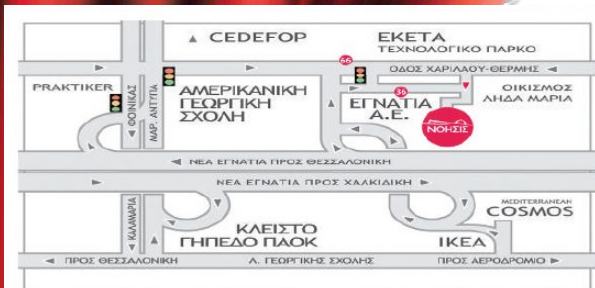 CEDEFOP
ΕΚΕΤΑ
ΤΕΧΝΟΛΟΓΙΚΟ ΠΑΡΚΟ
66
ΟΔΟΣ ΧΑΡΙΛΑΟΥ-ΘΕΡΜΗΣ
PRAKTIKER
ΦΟΙΝΙΚΑΣ
ΜΑΡ. ΑΝΤΥΠΑ
ΑΜΕΡΙΚΑΝΙΚΗ
ΓΕΩΡΓΙΚΗ
ΣΧΟΛΗ
36
ΕΓΝΑΤΙΑ
Α.Ε.
ΟΙΚΙΣΜΟΣ
ΛΗΔΑ ΜΑΡΙΑ
ΝΟΗΣΙΣ
ΝΕΑ ΕΓΝΑΤΙΑ ΠΡΟΣ ΘΕΣΣΑΛΟΝΙΚΗ
ΝΕΑ ΕΓΝΑΤΙΑ ΠΡΟΣ ΧΑΛΚΙΔΙΚΗ
ΚΑΛΑΜΑΡΙΑ
ΚΛΕΙΣΤΟ
ΓΗΠΕΔΟ ΠΑΟΚ
MEDITERRANEAN
COSMOS
IKEA
ΠΡΟΣ ΘΕΣΣΑΛΟΝΙΚΗ
Λ. ΓΕΩΡΓΙΚΗΣ ΣΧΟΛΗΣ
ΠΡΟΣ ΑΕΡΟΔΡΟΜΙΟ